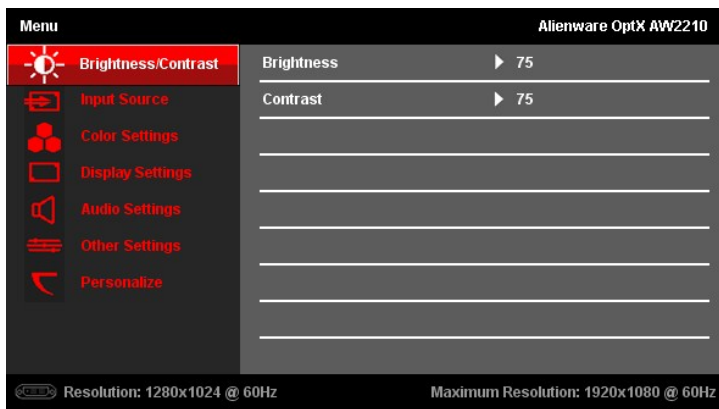 Menu Alienware OptX AW2210
Brightness/Contrast Brightness 75
Input Source Contrast 75
Color Settings
Display Settings
Audio Settings
Other Settings
Personalize
Resolution: 1280x1024 @ 60Hz Maximum Resolution: 1920x1080 @ 60Hz